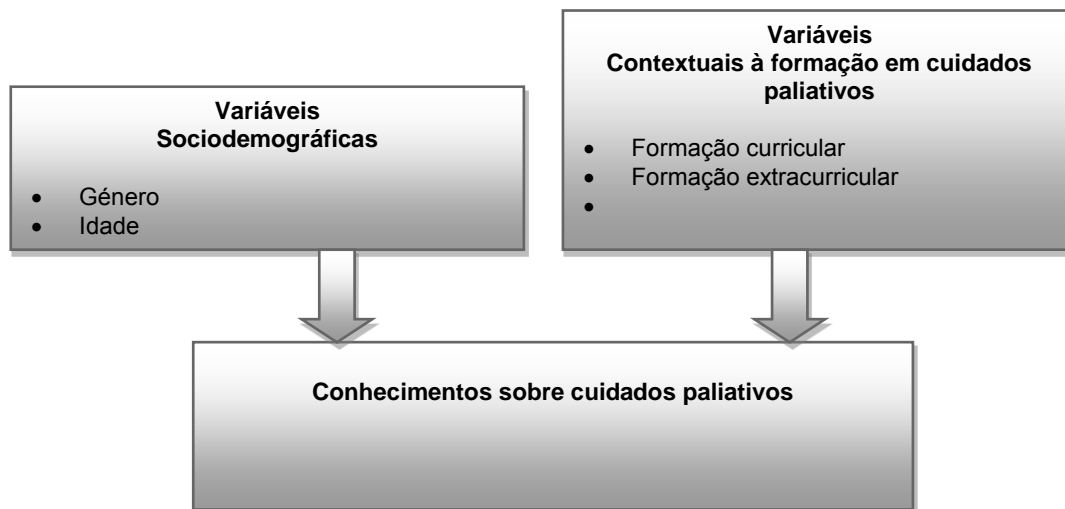 Variáveis
Sociodemográficas
• Género
• Idade
Variáveis
Contextuais à formação em cuidados
paliativos
• Formação curricular
• Formação extracurricular
•
Conhecimentos sobre cuidados paliativos